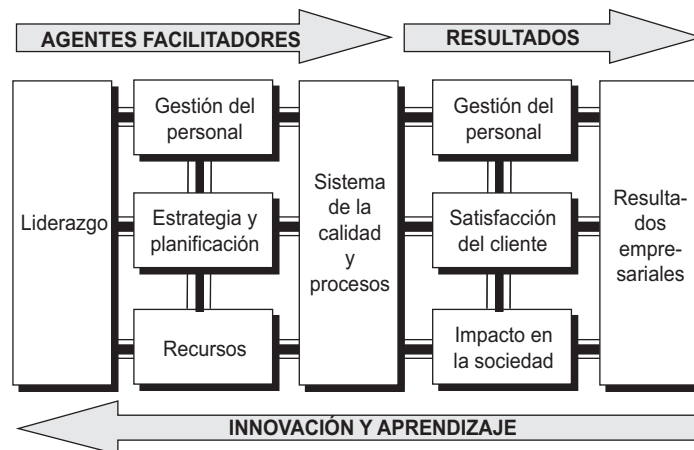 AGENTES FACILITADORES
RESULTADOS
Liderazgo
Gestión del
personal
Estrategia y
planificación
Recursos
Sistema
de la
calidad
y
procesos
Gestión del
personal
Satisfacción
del cliente
Impacto en
la sociedad
Resulta-
dos
empre-
sariales
INNOVACIÓN Y APRENDIZAJE